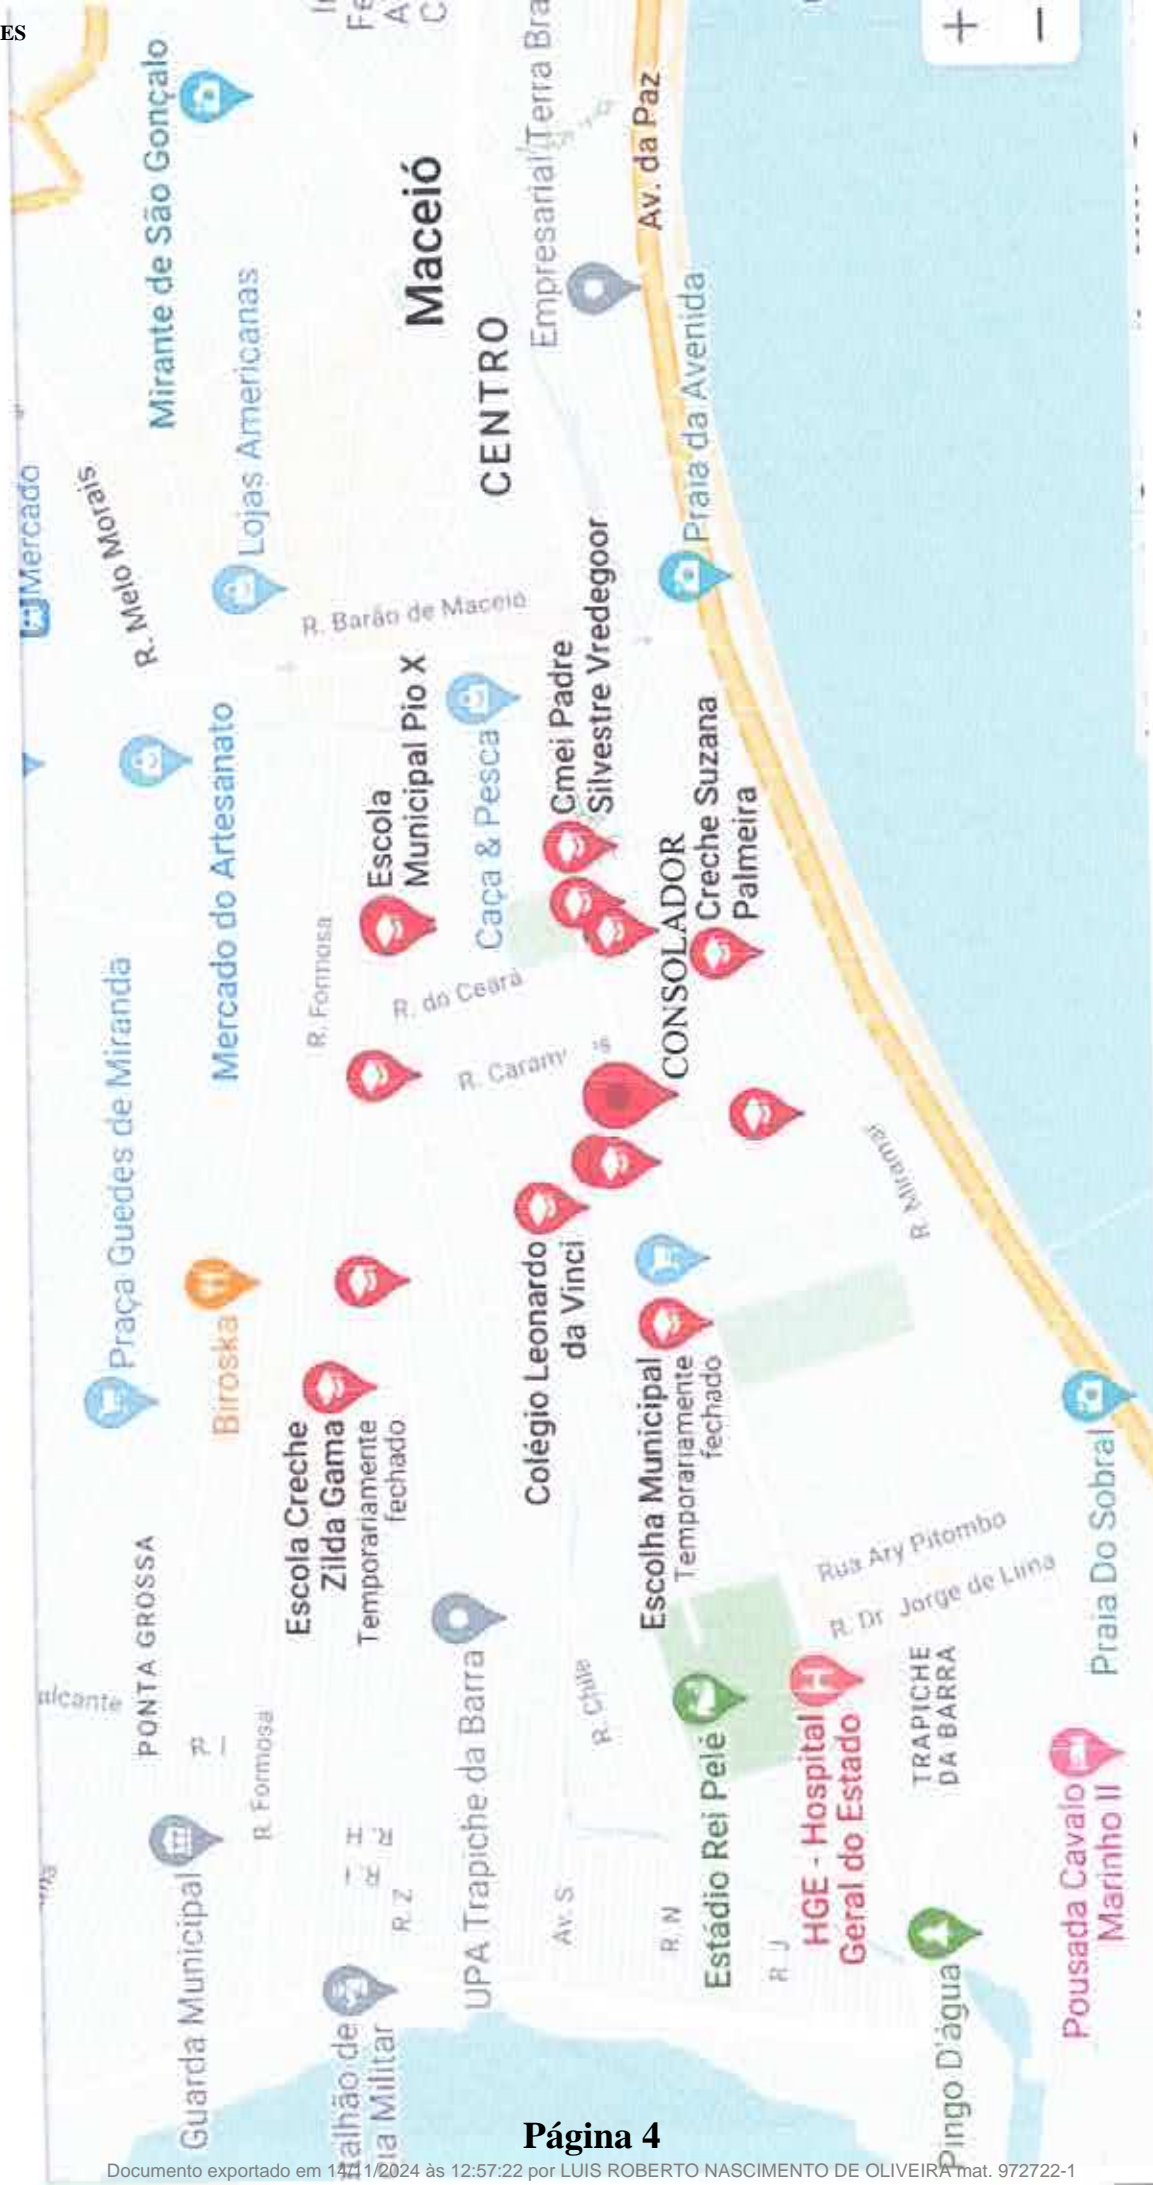 ES
Mercado
R. Melo Morais
Mirante de São Gonçalo
Lojas Americanas
Maceió
CENTRO
Empresarial Terra Bra
Av. da Paz
Praia da Avenida
R. Barão de Maceió
Praça Guedes de Miranda
Mercado do Artesanato
R. Formosa
Escola
Municipal Pio X
Caça & Pesca
Cmei Padre
Silvestre Vredegoor
R. do Ceará
CONSOLADOR
Creche Suzana
Palmeira
Biroska
Escola Creche
Zilda Gama
Temporariamente
fechado
Colégio Leonardo
da Vinci
Escolha Municipal
Temporariamente
fechado
R. Miramar
PONTA GROSSA
alcante
R. Formosa
Guarda Municipal
talhão de
cia Militar
R. Z
UPA Trapiche da Barra
Av. S
R. Chile
R. N
Estádio Rei Pelé
R J
HGE - Hospital
Geral do Estado
Rua Ary Pitombo
R. Dr Jorge de Lima
TRAPICHE
DA BARRA
Praia Do Sobral
Pousada Cavalo
Marinho II
Pingo D'água
+
−
Página 4
Documento exportado em 14/11/2024 às 12:57:22 por LUIS ROBERTO NASCIMENTO DE OLIVEIRA mat. 972722-1